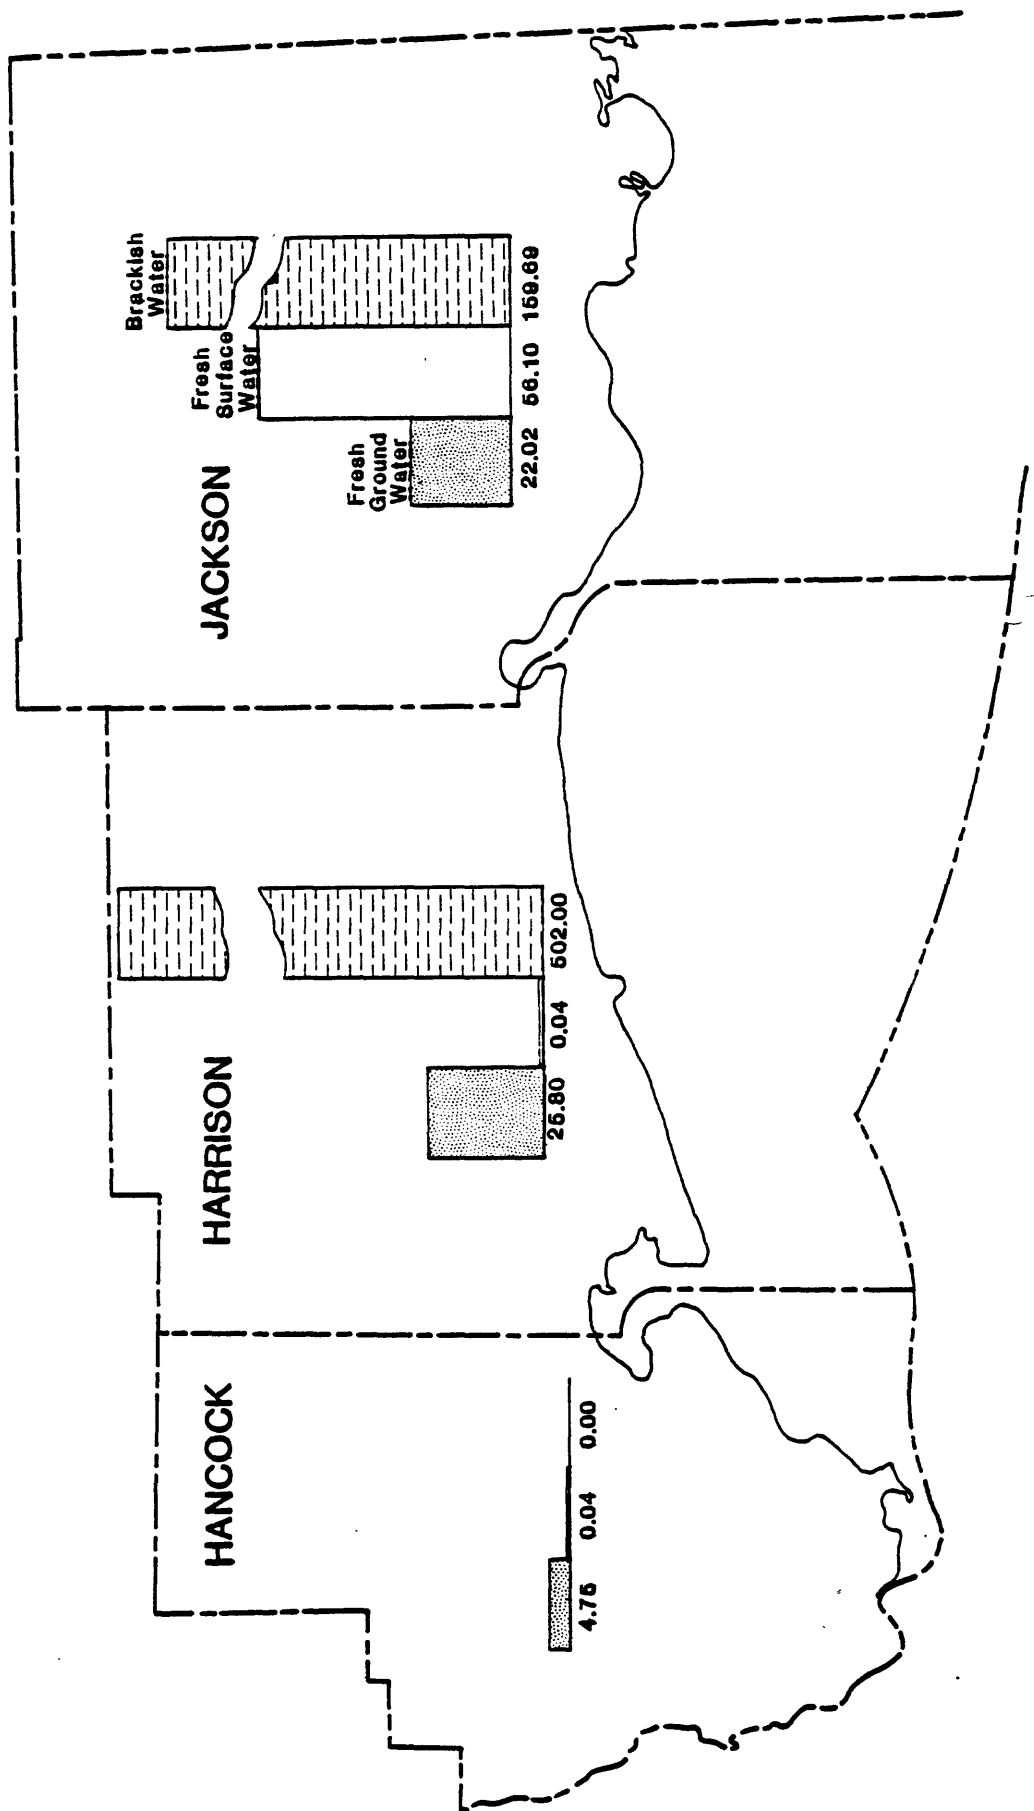 HANCOCK
4.75 0.04 0.00
HARRISON
25.80 0.04 502.00
JACKSON
Fresh
Ground
Water
Fresh
Surface
Water
Brackish
Water
22.02 56.10 159.69